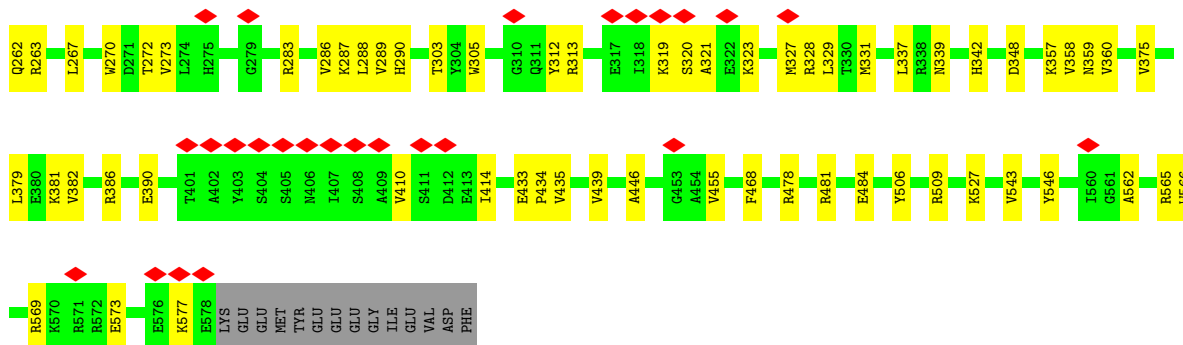 Q262 R263 L267 W270 D271 T272 V273 L274 H275 G279 R283 V286 K287 L288 V289 H290 T303 Y304 W305 G310 Q311 Y312 R313 E317 I318 K319 S320 A321 E322 K323 M327 R328 L329 T330 M331 L337 R338 N339 H342 D348 K357 V358 N359 V360 V375
L379 E380 K381 V382 R386 E390 T401 A402 Y403 S404 S405 N406 I407 S408 A409 V410 S411 D412 E413 I414 E433 P434 V435 V439 A446 G453 A454 V455 F468 R478 R481 E484 Y506 R509 K527 V543 Y546 I560 G561 A562 R565 V566
R569 K570 R571 R572 E573 E576 K577 E578 LYS GLU GLU MET TYR GLU GLU GLU GLY ILE GLU VAL ASP PHE